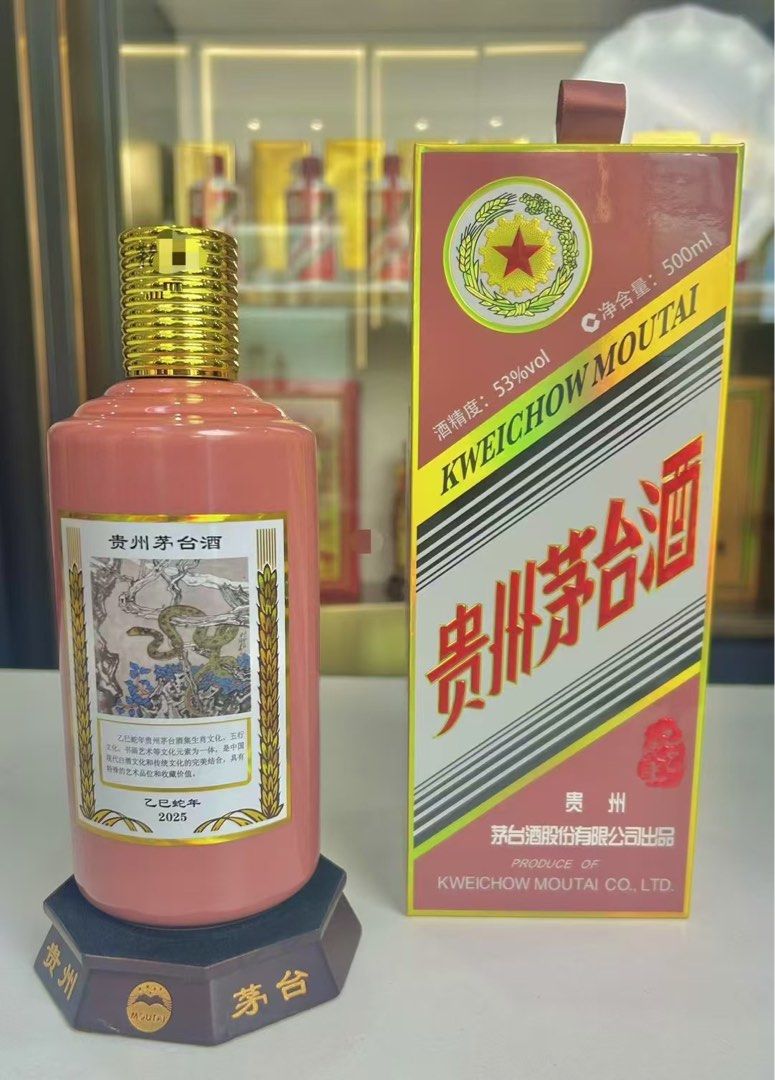 贵州茅台酒
乙巳蛇年贵州茅台酒集生肖文化、五行
文化、书画艺术等文化元素为一体，是中国
现代白酒文化和传统文化的完美结合，具有
特殊的艺术品位和收藏价值。
乙巳蛇年
2025
贵州
茅台
MOUTAI
净含量：500ml
酒精度：53%vol
KWEICHOW MOUTAI
贵州茅台酒
贵 州
茅台酒股份有限公司出品
PRODUCE OF
KWEICHOW MOUTAI CO., LTD.